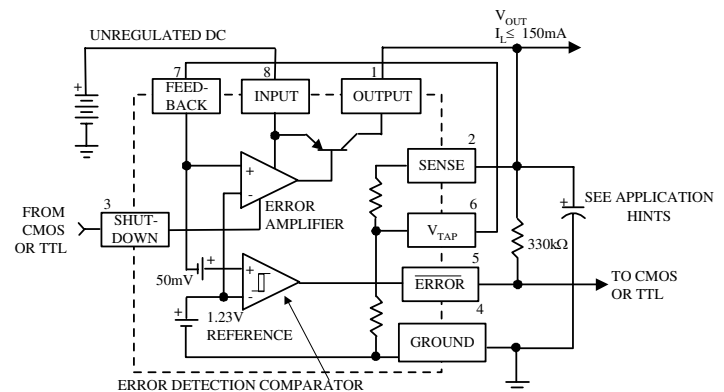 V_OUT
I_L ≤ 150mA
UNREGULATED DC
7
8
1
FEED-
BACK
INPUT
OUTPUT
+
2
SENSE
+
-
3
ERROR
AMPLIFIER
6
V_TAP
+
SEE APPLICATION
HINTS
FROM
CMOS
OR TTL
SHUT-
DOWN
330kΩ
+
50mV
+
-
5
ERROR
TO CMOS
OR TTL
+
1.23V
REFERENCE
4
GROUND
ERROR DETECTION COMPARATOR